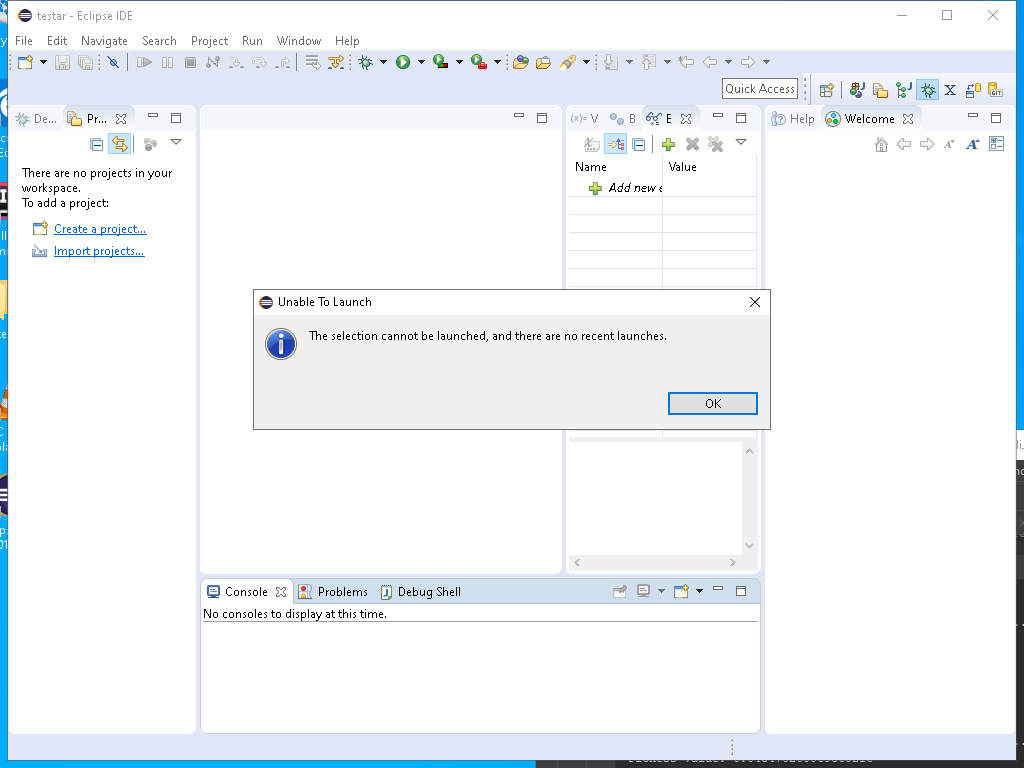 testar - Eclipse IDE
File Edit Navigate Search Project Run Window Help
Quick Access
De... Pr...
(x)= V B E
Help Welcome
There are no projects in your
workspace.
To add a project:
Create a project...
Import projects...
Name Value
Add new e
Unable To Launch
The selection cannot be launched, and there are no recent launches.
OK
Console Problems Debug Shell
No consoles to display at this time.